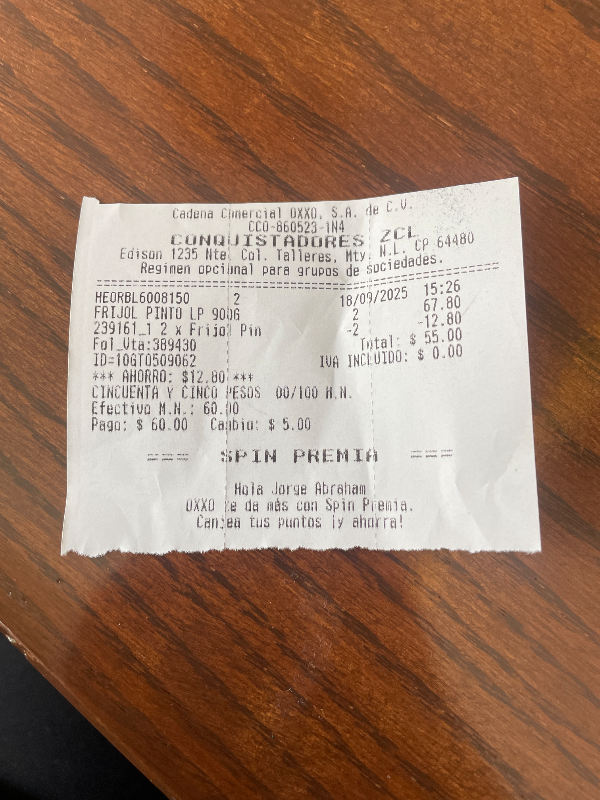 Cadena Comercial OXXO, S.A. de C.V.
CCO-860523-1N4
CONQUISTADORES ZCL
Edison 1235 Nte. Col. Talleres, Mty. N.L. CP 64480
Regimen opcional para grupos de sociedades.
HEORBL6008150 2 18/09/2025 15:26
FRIJOL PINTO LP 9006 2 67.80
239161_1 2 x Frijol Pin -2 -12.80
Fol_Vta:389430 Total: $ 55.00
ID=10GTO509062 IVA INCLUIDO: $ 0.00
*** AHORRO: $12.80 ***
CINCUENTA Y CINCO PESOS 00/100 M.N.
Efectivo M.N.: 60.00
Pago: $ 60.00 Cambio: $ 5.00
=== SPIN PREMIA ===
Hola Jorge Abraham
OXXO te da más con Spin Premia.
Canjea tus puntos ¡y ahorra!